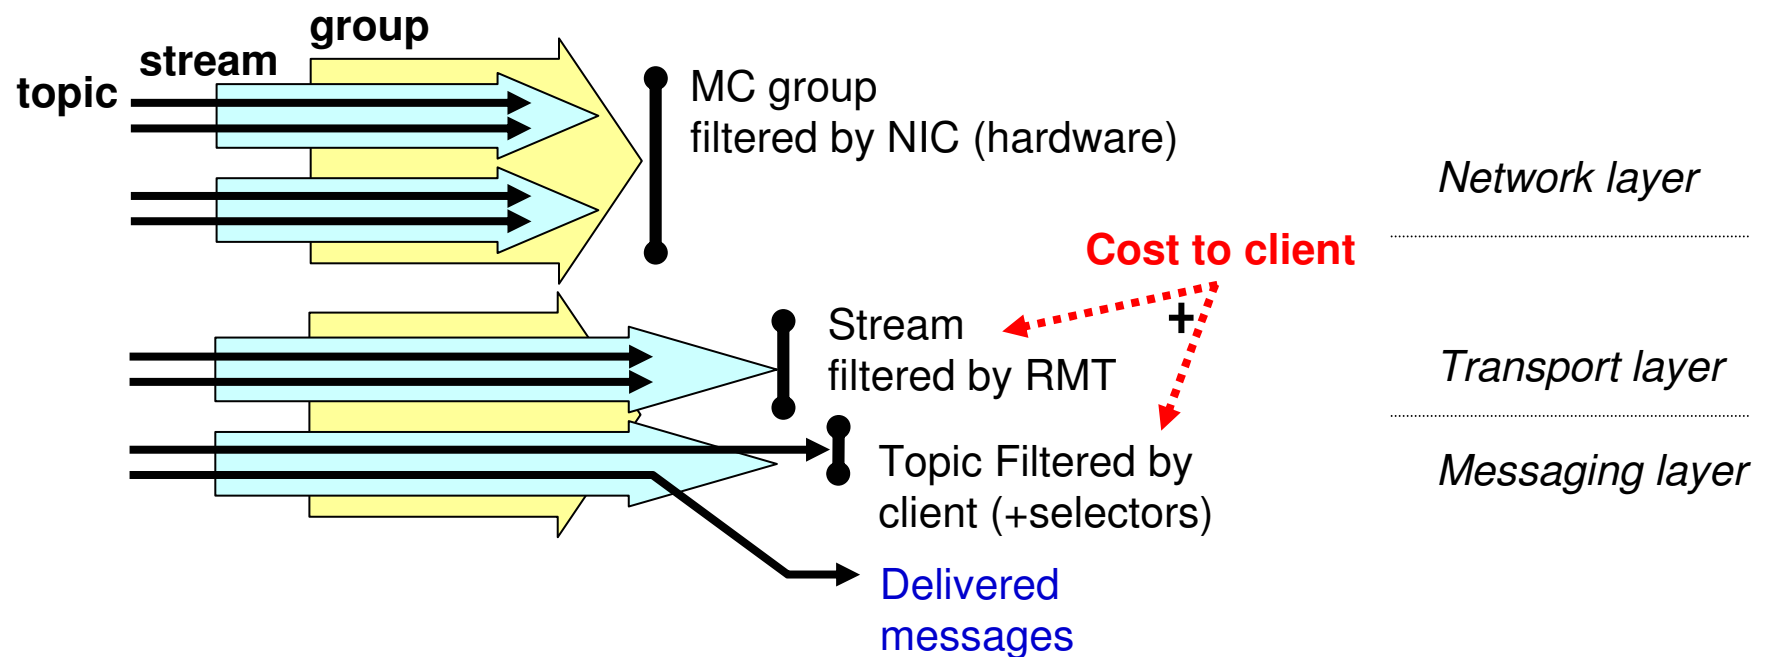 group
stream
topic
MC group
filtered by NIC (hardware)
Network layer
Cost to client
+
Stream
filtered by RMT
Transport layer
Topic Filtered by
client (+selectors)
Messaging layer
Delivered
messages